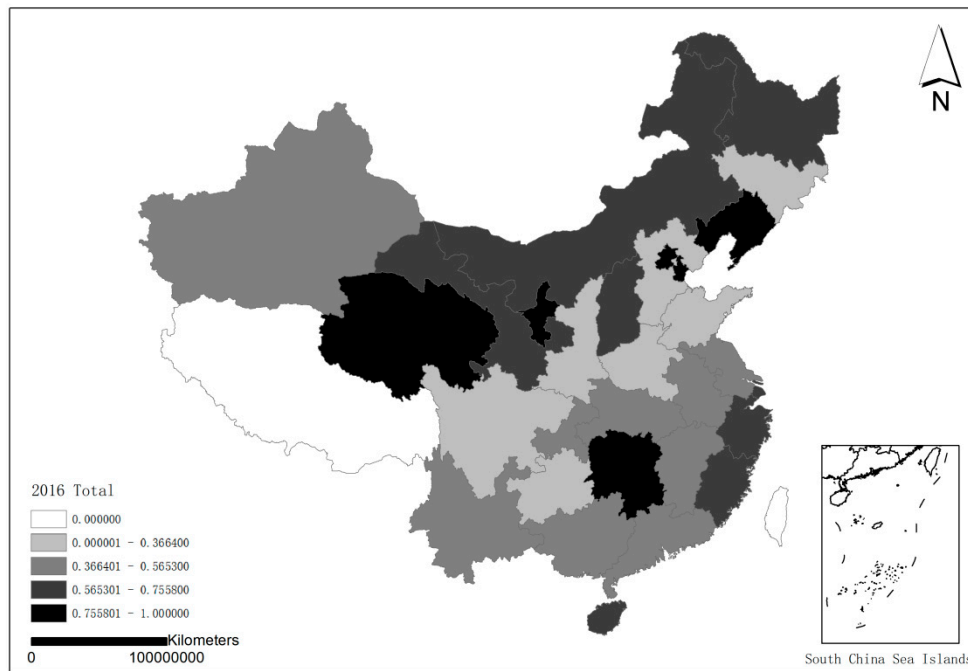 N
2016 Total
0.000000
0.000001 - 0.366400
0.366401 - 0.565300
0.565301 - 0.755800
0.755801 - 1.000000
Kilometers
0 100000000
South China Sea Islands